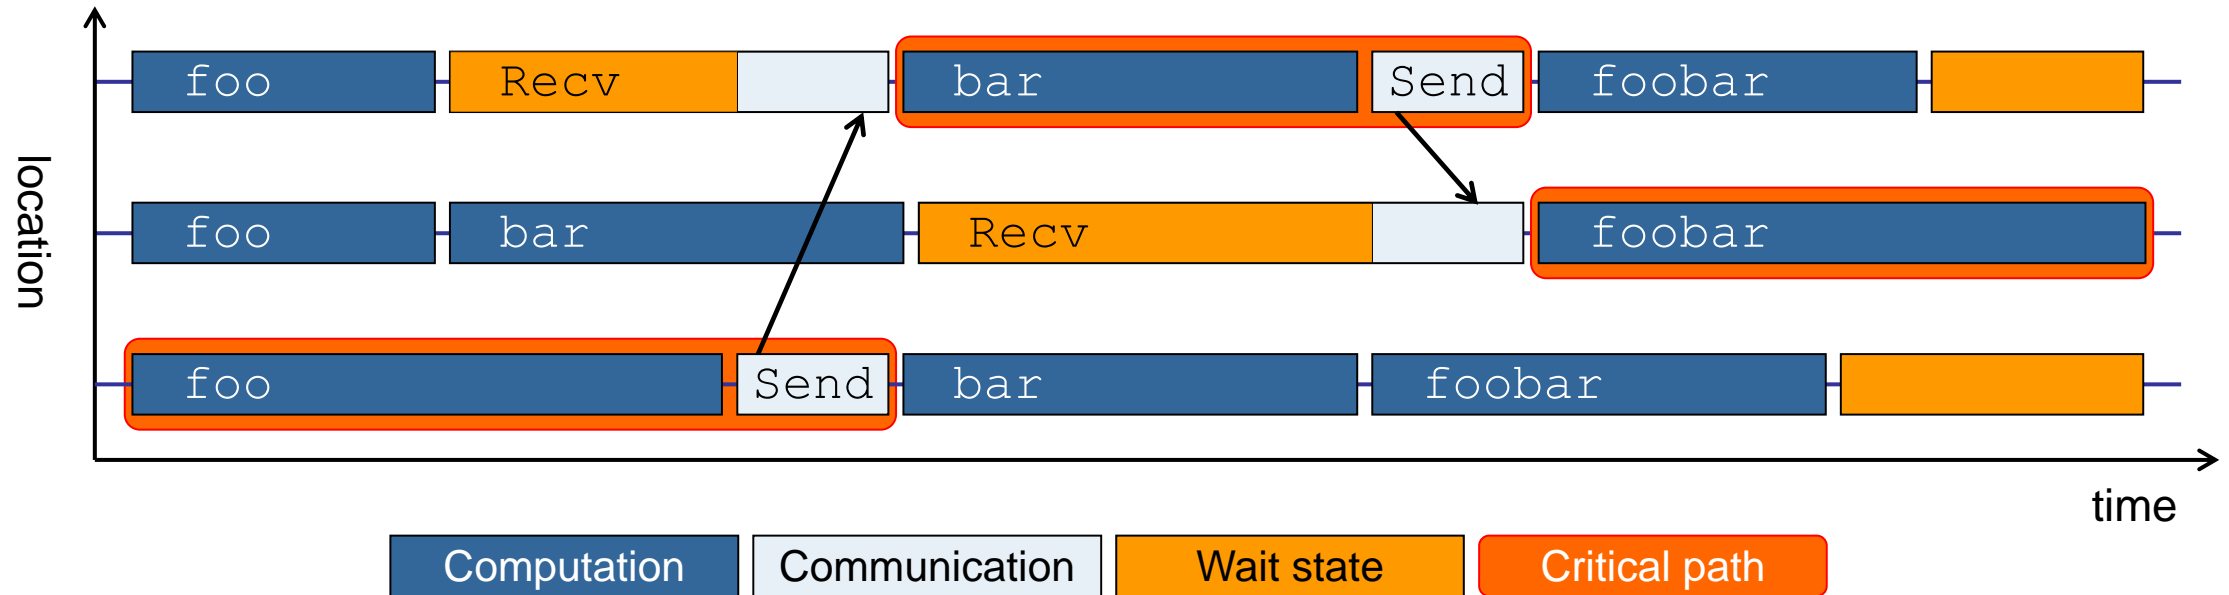 foo Recv bar Send foobar
location
foo bar Recv foobar
foo Send bar foobar
time
Computation Communication Wait state Critical path